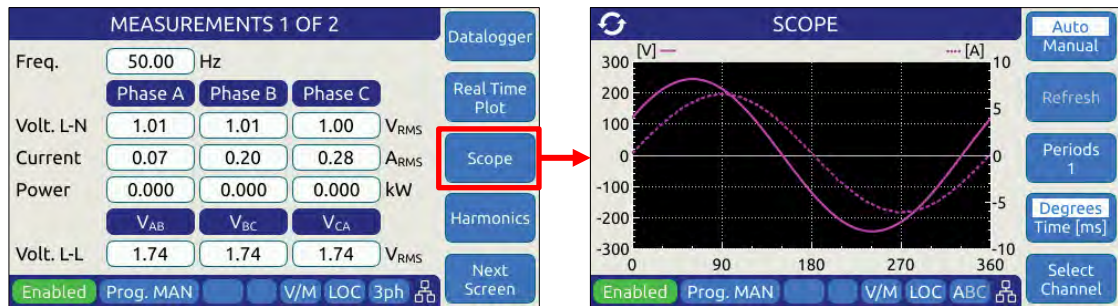 MEASUREMENTS 1 OF 2
Datalogger
Freq. 50.00 Hz
Phase A Phase B Phase C
Real Time
Plot
Volt. L-N 1.01 1.01 1.00 VRMS
Current 0.07 0.20 0.28 ARMS
Scope
Power 0.000 0.000 0.000 kW
VAB VBC VCA
Harmonics
Volt. L-L 1.74 1.74 1.74 VRMS
Next
Screen
Enabled Prog. MAN V/M LOC 3ph
SCOPE
Auto
Manual
[V] [A]
300 10
200
Refresh
5
100
0 0
Periods
1
-100
-5
-200
Degrees
Time [ms]
-300 -10
0 90 180 270 360
Select
Channel
Enabled Prog. MAN V/M LOC ABC